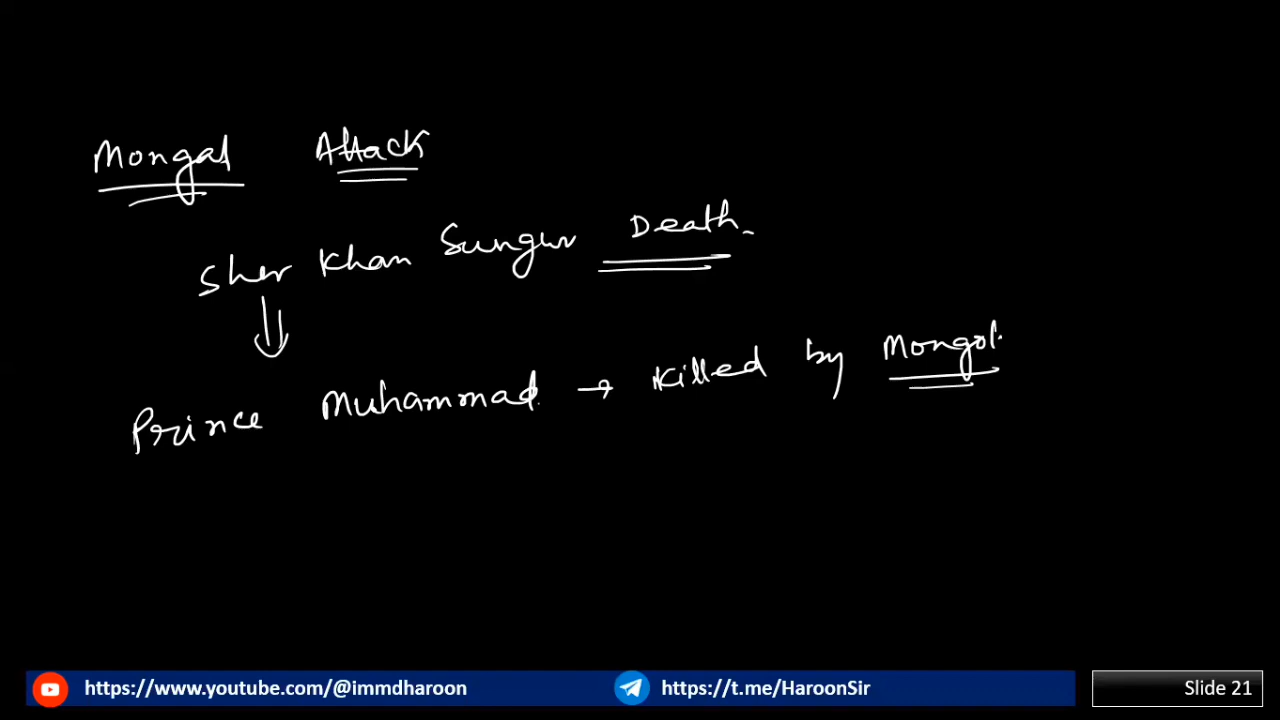 Mongal Attack
Sher Khan Sungur Death.
Prince Muhammad → Killed by Mongol.
https://www.youtube.com/@immdharoon https://t.me/HaroonSir Slide 21